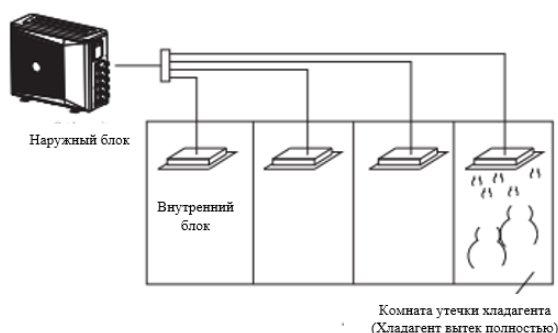 Наружный блок
Внутренний
блок
Комната утечки хладагента
(Хладагент вытек полностью)